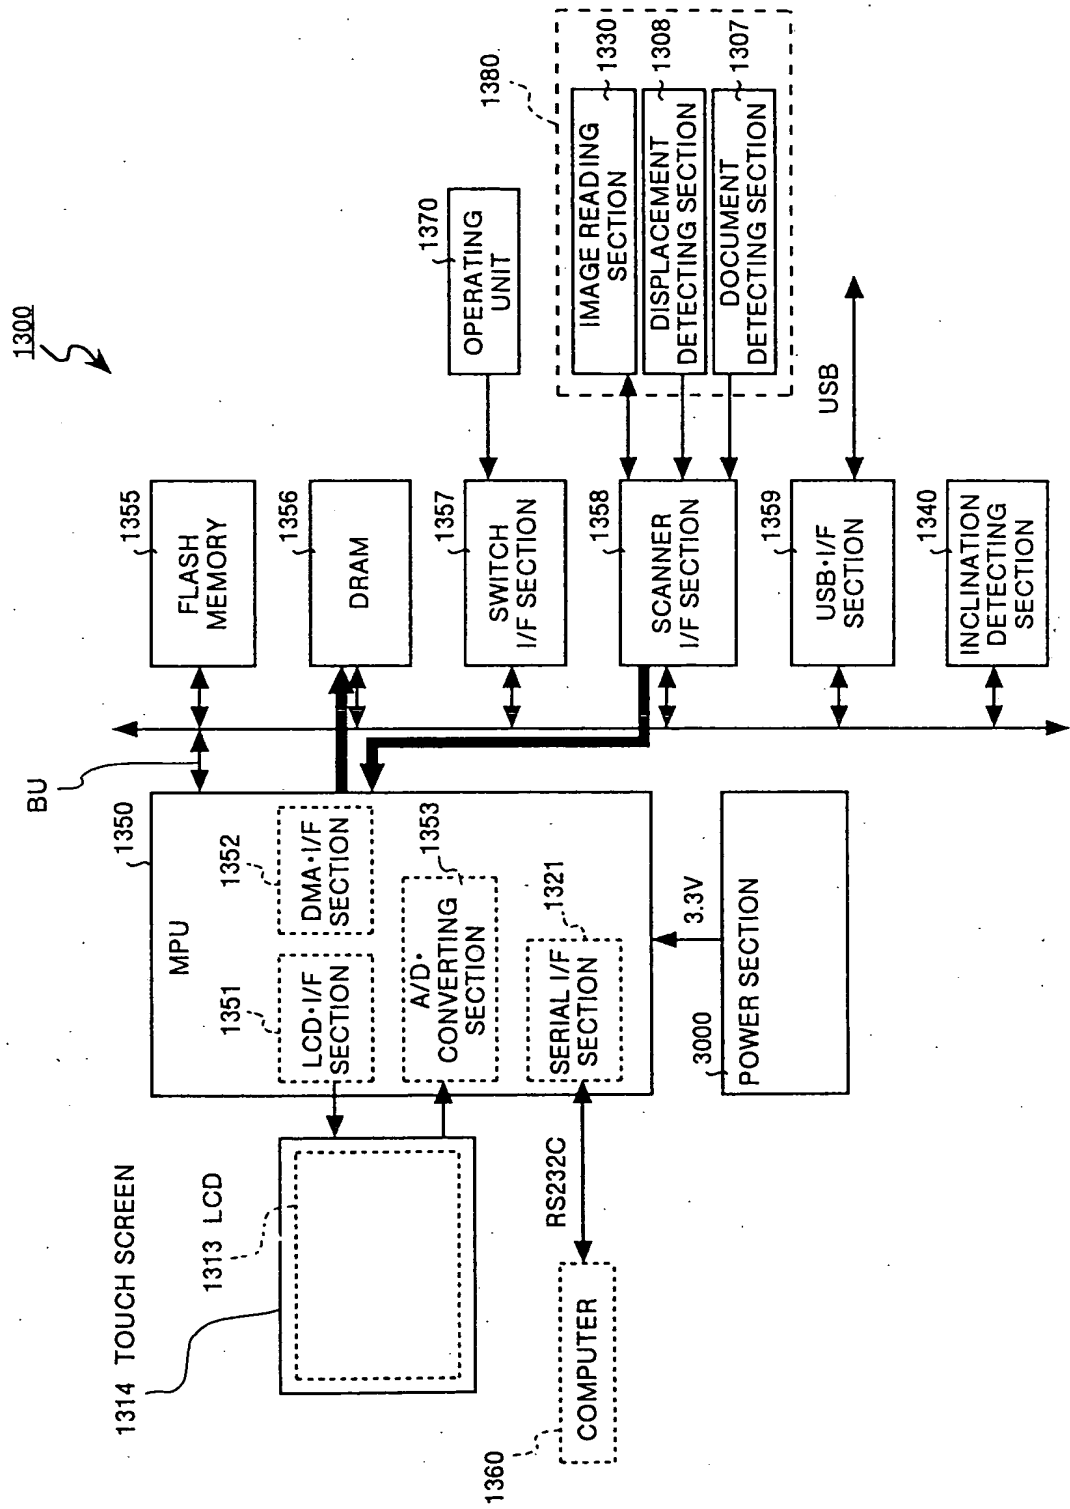 1300
1314 TOUCH SCREEN
1313 LCD
1360
COMPUTER
RS232C
BU
1350
MPU
1351
LCD•I/F
SECTION
1352
DMA•I/F
SECTION
1353
A/D•
CONVERTING
SECTION
1321
SERIAL I/F
SECTION
3.3V
3000
POWER SECTION
1355
FLASH
MEMORY
1356
DRAM
1357
SWITCH
I/F SECTION
1358
SCANNER
I/F SECTION
1359
USB•I/F
SECTION
1340
INCLINATION
DETECTING
SECTION
1370
OPERATING
UNIT
1380
1330
IMAGE READING
SECTION
1308
DISPLACEMENT
DETECTING SECTION
1307
DOCUMENT
DETECTING SECTION
USB